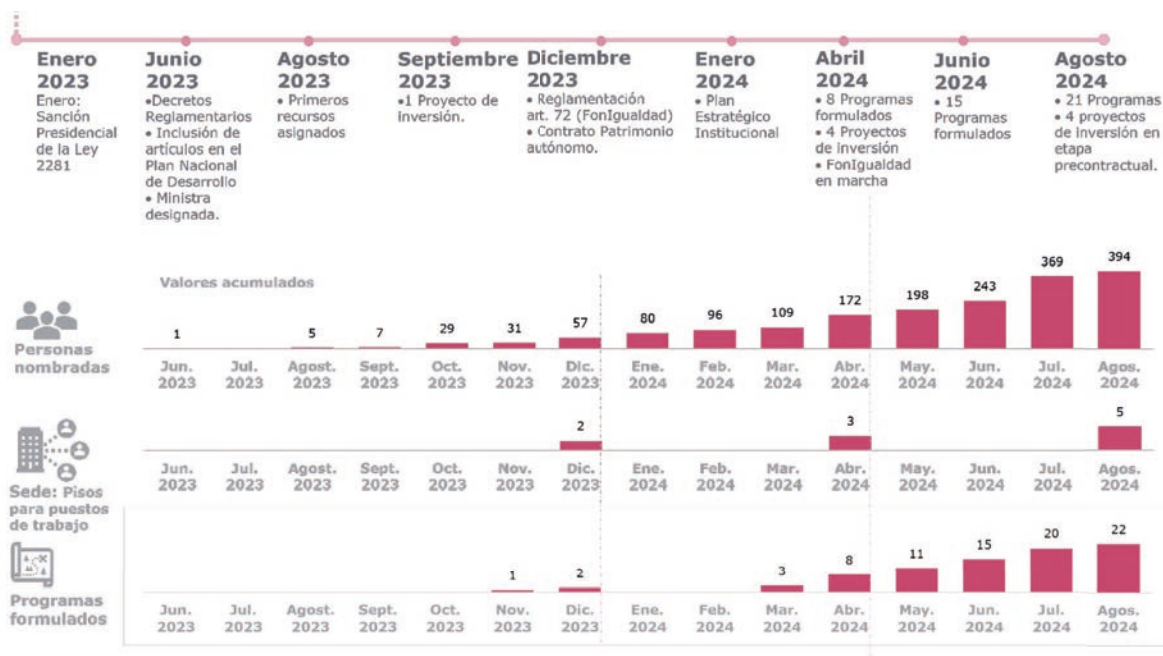 Enero
2023
Enero:
Sanción
Presidencial
de la Ley
2281
Junio
2023
•Decretos
Reglamentarios
• Inclusión de
artículos en el
Plan Nacional
de Desarrollo
• Ministra
designada.
Agosto
2023
• Primeros
recursos
asignados
Septiembre
2023
•1 Proyecto de
inversión.
Diciembre
2023
• Reglamentación
art. 72 (FonIgualdad)
• Contrato Patrimonio
autónomo.
Enero
2024
• Plan
Estratégico
Institucional
Abril
2024
• 8 Programas
formulados
• 4 Proyectos
de inversión
• FonIgualdad
en marcha
Junio
2024
• 15
Programas
formulados
Agosto
2024
• 21 Programas
• 4 proyectos
de inversión en
etapa
precontractual.
Valores acumulados
Personas
nombradas
1 5 7 29 31 57 80 96 109 172 198 243 369 394
Jun. Jul. Agost. Sept. Oct. Nov. Dic. Ene. Feb. Mar. Abr. May. Jun. Jul. Agos.
2023 2023 2023 2023 2023 2023 2023 2024 2024 2024 2024 2024 2024 2024 2024
Sede: Pisos
para puestos
de trabajo
2 3 5
Jun. Jul. Agost. Sept. Oct. Nov. Dic. Ene. Feb. Mar. Abr. May. Jun. Jul. Agos.
2023 2023 2023 2023 2023 2023 2023 2024 2024 2024 2024 2024 2024 2024 2024
Programas
formulados
1 2 3 8 11 15 20 22
Jun. Jul. Agost. Sept. Oct. Nov. Dic. Ene. Feb. Mar. Abr. May. Jun. Jul. Agos.
2023 2023 2023 2023 2023 2023 2023 2024 2024 2024 2024 2024 2024 2024 2024